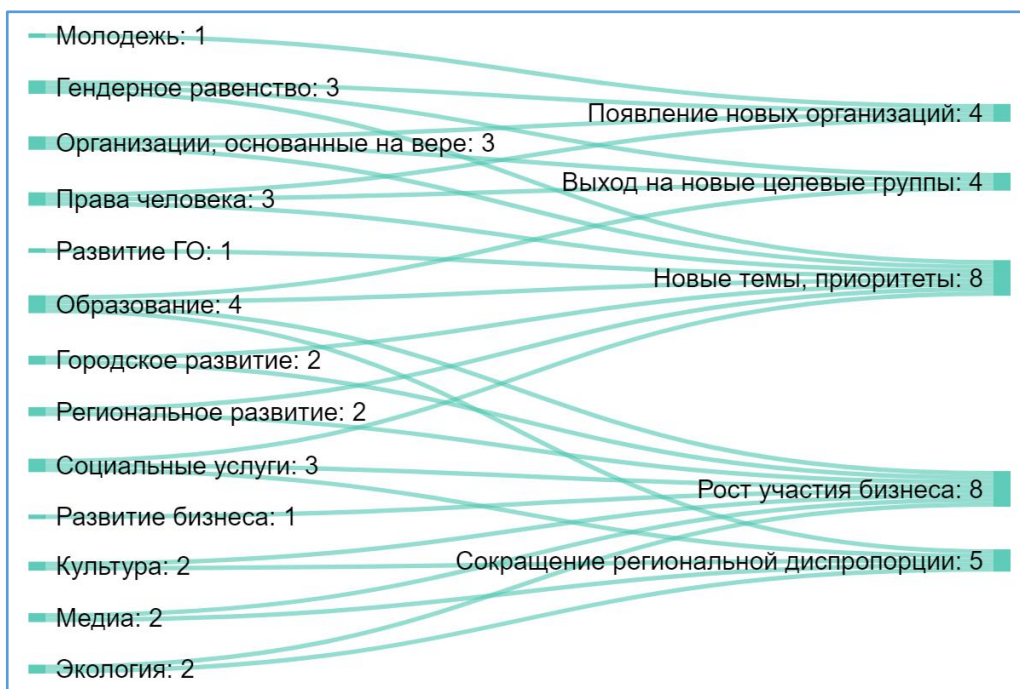 Молодежь: 1
Гендерное равенство: 3
Организации, основанные на вере: 3
Права человека: 3
Развитие ГО: 1
Образование: 4
Городское развитие: 2
Региональное развитие: 2
Социальные услуги: 3
Развитие бизнеса: 1
Культура: 2
Медиа: 2
Экология: 2
Появление новых организаций: 4
Выход на новые целевые группы: 4
Новые темы, приоритеты: 8
Рост участия бизнеса: 8
Сокращение региональной диспропорции: 5